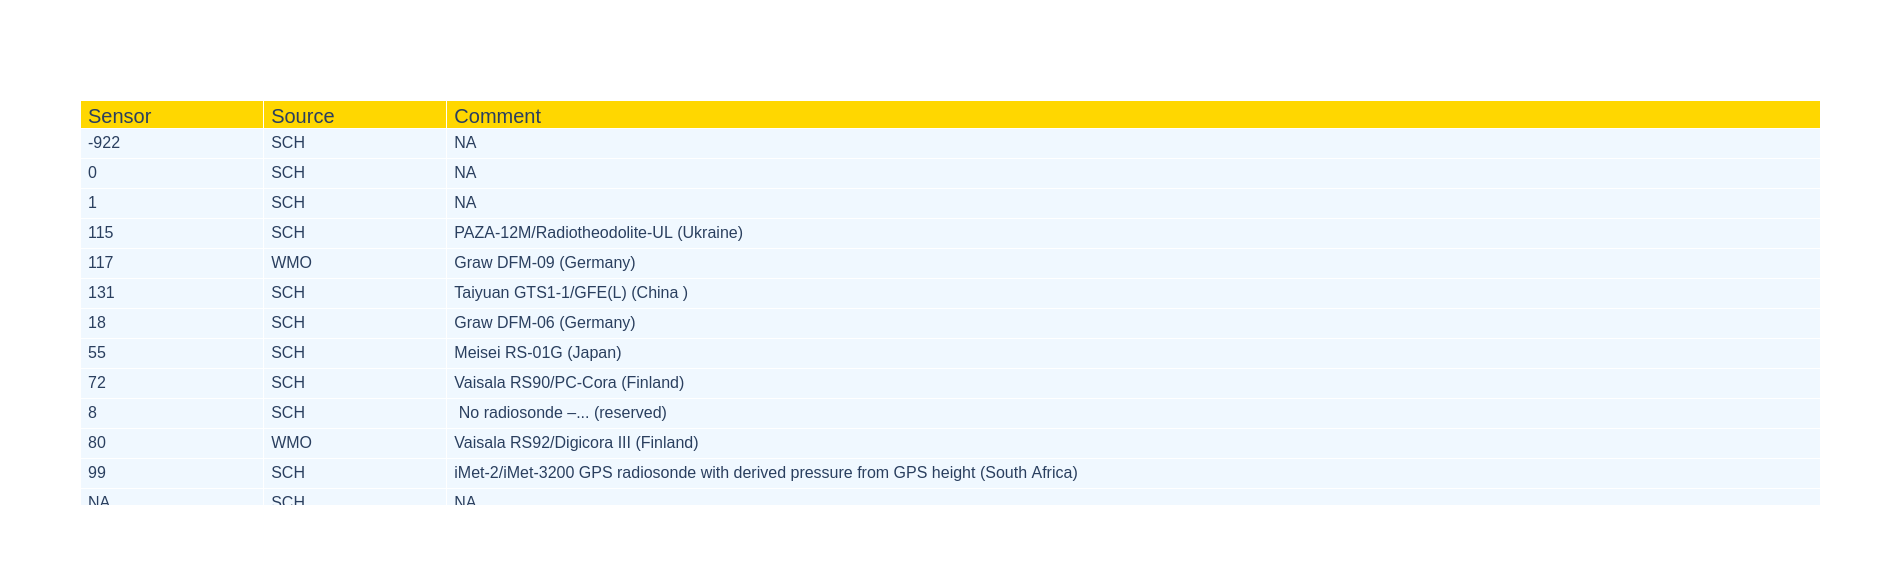 Sensor Source Comment
-922 SCH NA
0 SCH NA
1 SCH NA
115 SCH PAZA-12M/Radiotheodolite-UL (Ukraine)
117 WMO Graw DFM-09 (Germany)
131 SCH Taiyuan GTS1-1/GFE(L) (China )
18 SCH Graw DFM-06 (Germany)
55 SCH Meisei RS-01G (Japan)
72 SCH Vaisala RS90/PC-Cora (Finland)
8 SCH No radiosonde –... (reserved)
80 WMO Vaisala RS92/Digicora III (Finland)
99 SCH iMet-2/iMet-3200 GPS radiosonde with derived pressure from GPS height (South Africa)
NA SCH NA